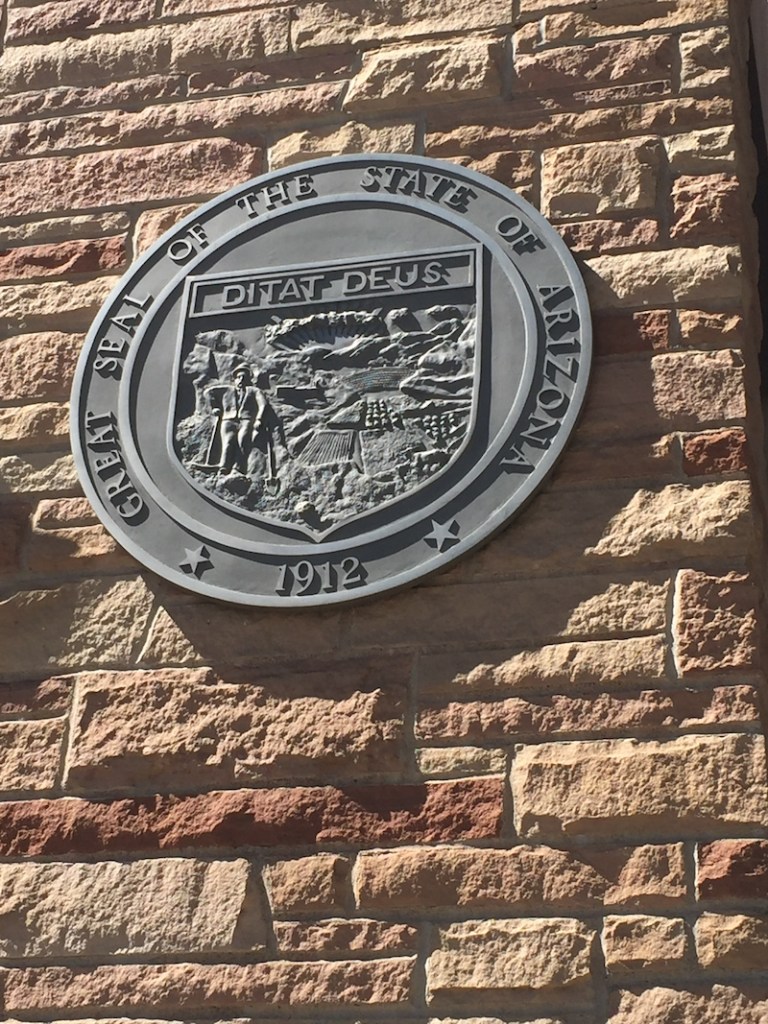 GREAT SEAL OF THE STATE OF ARIZONA
DITAT DEUS
1912